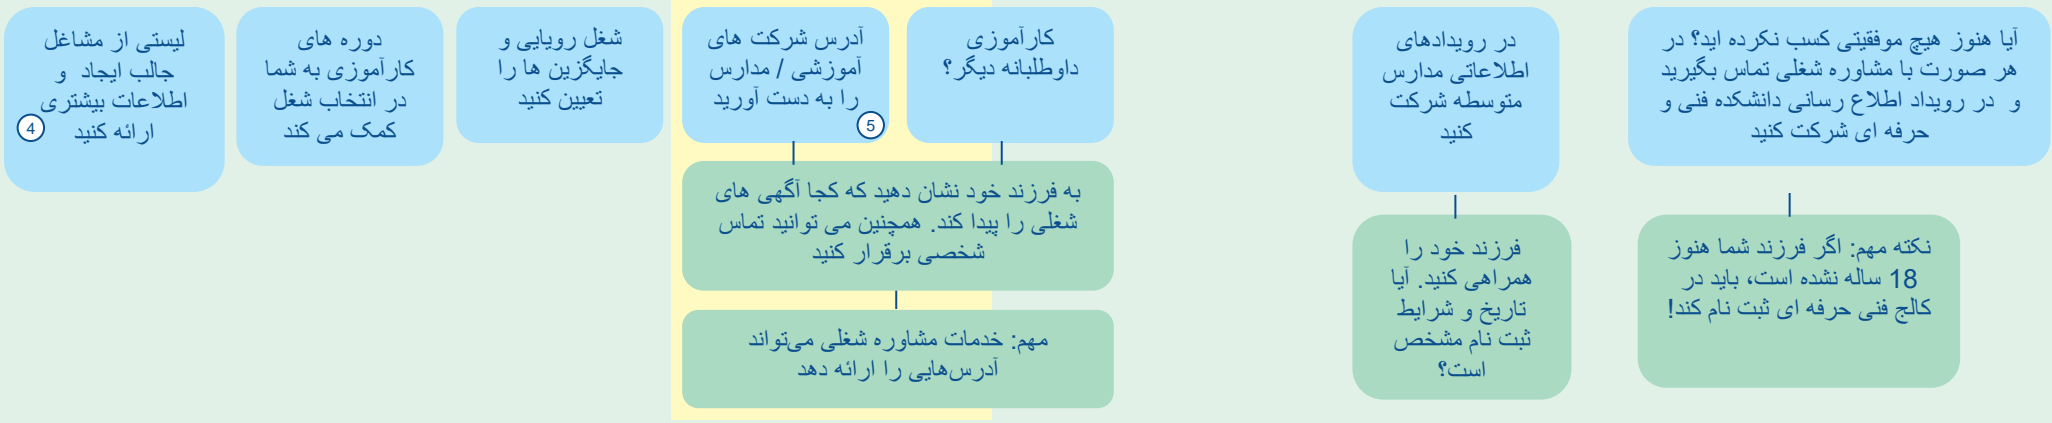 لیستی از مشاغل
جالب ایجاد و
اطلاعات بیشتری
ارائه کنید
4
دوره های
کارآموزی به شما
در انتخاب شغل
کمک می کند
شغل رویایی و
جایگزین ها را
تعیین کنید
آدرس شرکت های
آموزشی / مدارس
را به دست آورید
5
کارآموزی
داوطلبانه دیگر؟
به فرزند خود نشان دهید که کجا آگهی های
شغلی را پیدا کند. همچنین می توانید تماس
شخصی برقرار کنید
مهم: خدمات مشاوره شغلی می‌تواند
آدرس‌هایی را ارائه دهد
در رویدادهای
اطلاعاتی مدارس
متوسطه شرکت
کنید
فرزند خود را
همراهی کنید. آیا
تاریخ و شرایط
ثبت نام مشخص
است؟
آیا هنوز هیچ موفقیتی کسب نکرده اید؟ در
هر صورت با مشاوره شغلی تماس بگیرید
و در رویداد اطلاع رسانی دانشکده فنی و
حرفه ای شرکت کنید
نکته مهم: اگر فرزند شما هنوز
18 ساله نشده است، باید در
کالج فنی حرفه ای ثبت نام کند!